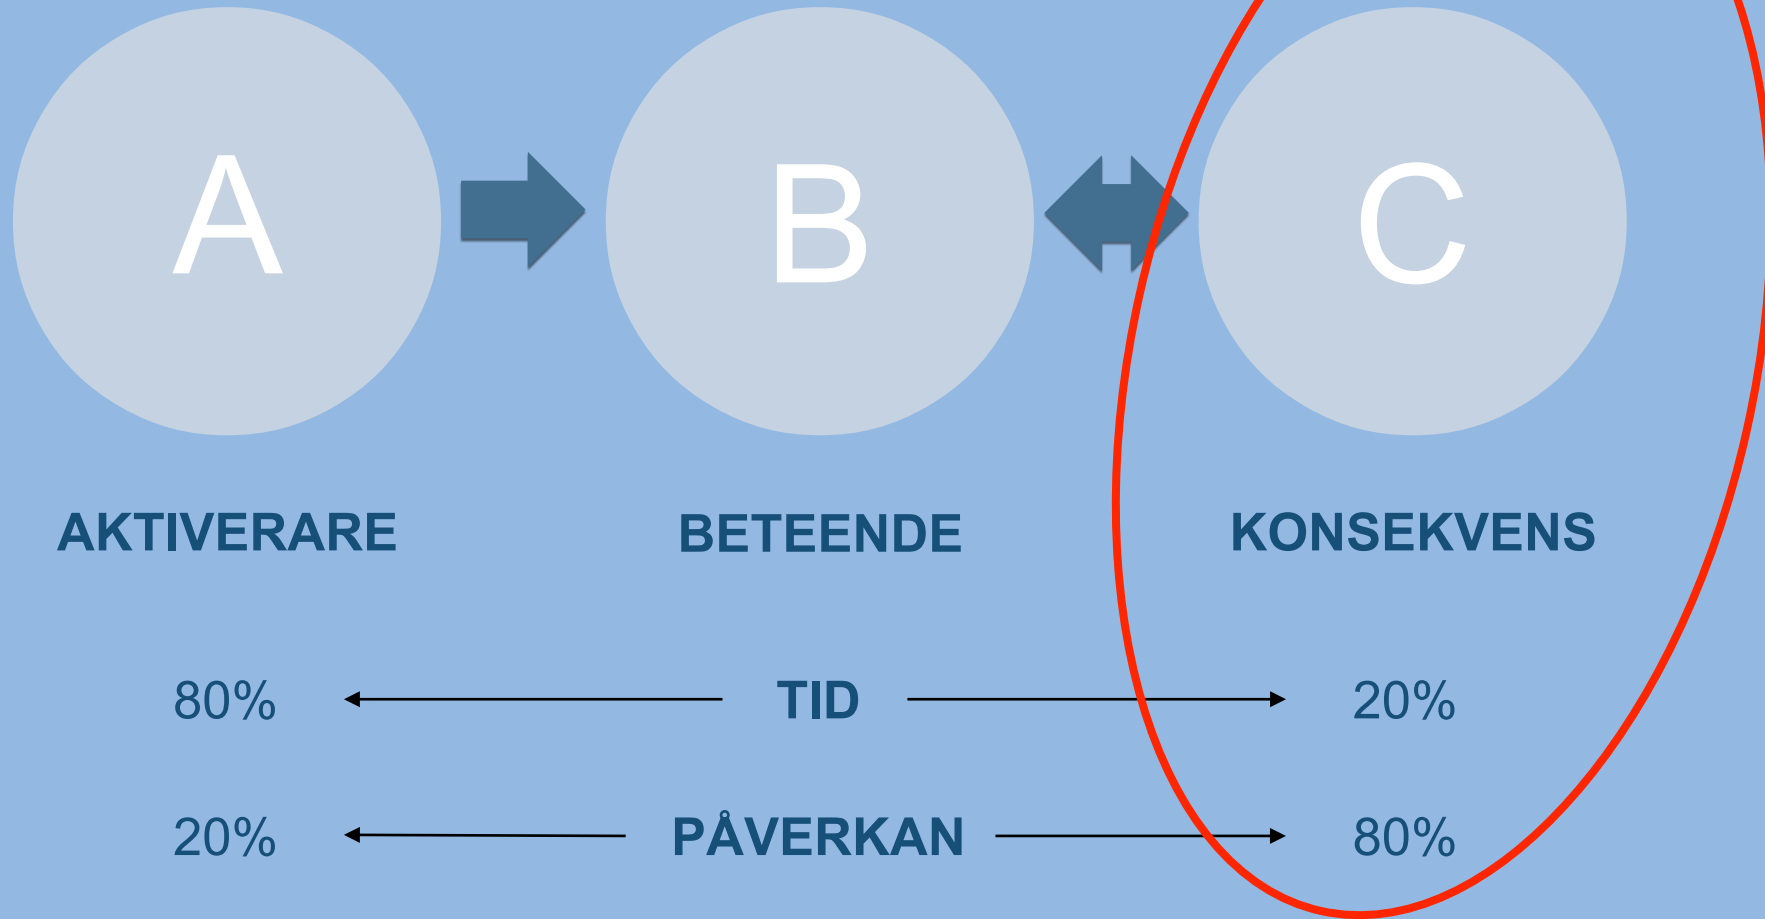 A B C
AKTIVERARE BETEENDE KONSEKVENS
80% TID 20%
20% PÅVERKAN 80%